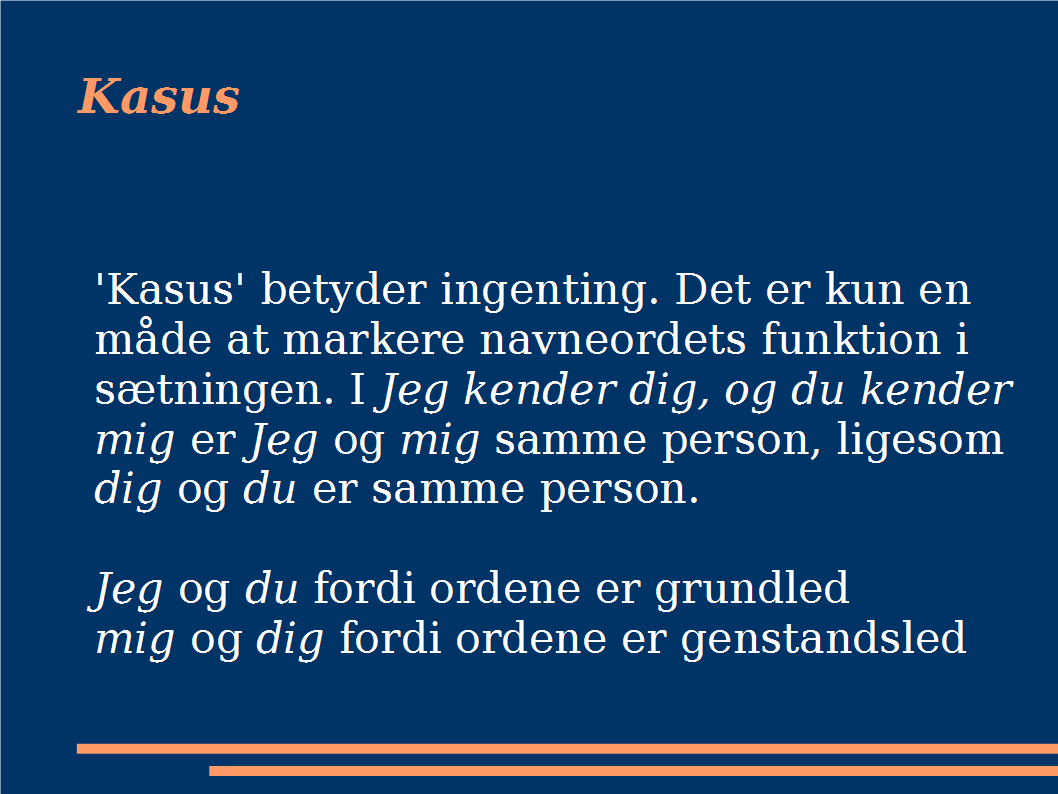 Kasus
'Kasus' betyder ingenting. Det er kun en
måde at markere navneordets funktion i
sætningen. I Jeg kender dig, og du kender
mig er Jeg og mig samme person, ligesom
dig og du er samme person.
Jeg og du fordi ordene er grundled
mig og dig fordi ordene er genstandsled